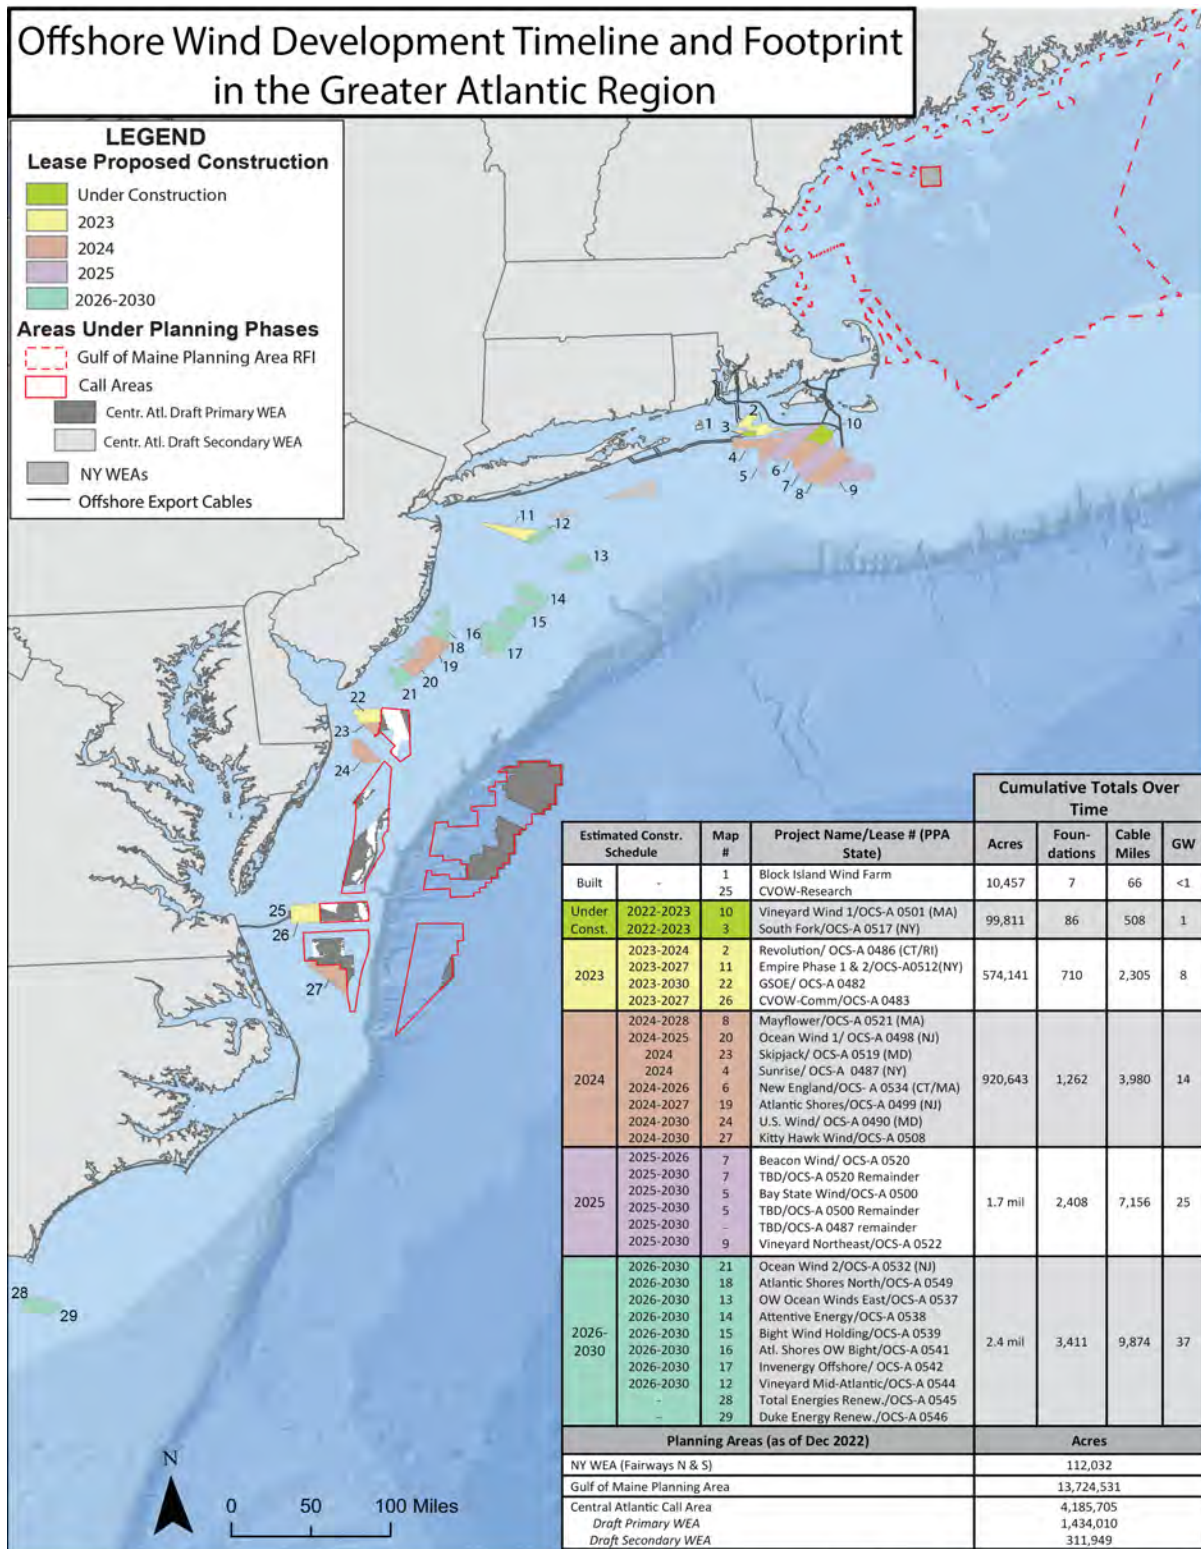 Offshore Wind Development Timeline and Footprint
in the Greater Atlantic Region
LEGEND
Lease Proposed Construction
Under Construction
2023
2024
2025
2026-2030
Areas Under Planning Phases
Gulf of Maine Planning Area RFI
Call Areas
Centr. Atl. Draft Primary WEA
Centr. Atl. Draft Secondary WEA
NY WEAs
Offshore Export Cables
1
2
3
4
5
6
7
8
9
10
11
12
13
14
15
16
17
18
19
20
21
22
23
24
25
26
27
28
29
N
0 50 100 Miles
Cumulative Totals Over
Time
Estimated Constr.
Schedule
Map
#
Project Name/Lease # (PPA
State)
Acres
Foun-
dations
Cable
Miles
GW
Built - 1 Block Island Wind Farm 10,457 7 66 <1
25 CVOW-Research
Under
Const.
2022-2023 10 Vineyard Wind 1/OCS-A 0501 (MA) 99,811 86 508 1
2022-2023 3 South Fork/OCS-A 0517 (NY)
2023 574,141 710 2,305 8
2023-2024 2 Revolution/ OCS-A 0486 (CT/RI)
2023-2027 11 Empire Phase 1 & 2/OCS-A0512(NY)
2023-2030 22 GSOE/ OCS-A 0482
2023-2027 26 CVOW-Comm/OCS-A 0483
2024 920,643 1,262 3,980 14
2024-2028 8 Mayflower/OCS-A 0521 (MA)
2024-2025 20 Ocean Wind 1/ OCS-A 0498 (NJ)
2024 23 Skipjack/ OCS-A 0519 (MD)
2024 4 Sunrise/ OCS-A 0487 (NY)
2024-2026 6 New England/OCS- A 0534 (CT/MA)
2024-2027 19 Atlantic Shores/OCS-A 0499 (NJ)
2024-2030 24 U.S. Wind/ OCS-A 0490 (MD)
2024-2030 27 Kitty Hawk Wind/OCS-A 0508
2025 1.7 mil 2,408 7,156 25
2025-2026 7 Beacon Wind/ OCS-A 0520
2025-2030 7 TBD/OCS-A 0520 Remainder
2025-2030 5 Bay State Wind/OCS-A 0500
2025-2030 5 TBD/OCS-A 0500 Remainder
2025-2030 - TBD/OCS-A 0487 remainder
2025-2030 9 Vineyard Northeast/OCS-A 0522
2026-
2030
2.4 mil 3,411 9,874 37
2026-2030 21 Ocean Wind 2/OCS-A 0532 (NJ)
2026-2030 18 Atlantic Shores North/OCS-A 0549
2026-2030 13 OW Ocean Winds East/OCS-A 0537
2026-2030 14 Attentive Energy/OCS-A 0538
2026-2030 15 Bight Wind Holding/OCS-A 0539
2026-2030 16 Atl. Shores OW Bight/OCS-A 0541
2026-2030 17 Invenergy Offshore/ OCS-A 0542
2026-2030 12 Vineyard Mid-Atlantic/OCS-A 0544
- 28 Total Energies Renew./OCS-A 0545
- 29 Duke Energy Renew./OCS-A 0546
Planning Areas (as of Dec 2022) Acres
NY WEA (Fairways N & S) 112,032
Gulf of Maine Planning Area 13,724,531
Central Atlantic Call Area 4,185,705
Draft Primary WEA 1,434,010
Draft Secondary WEA 311,949